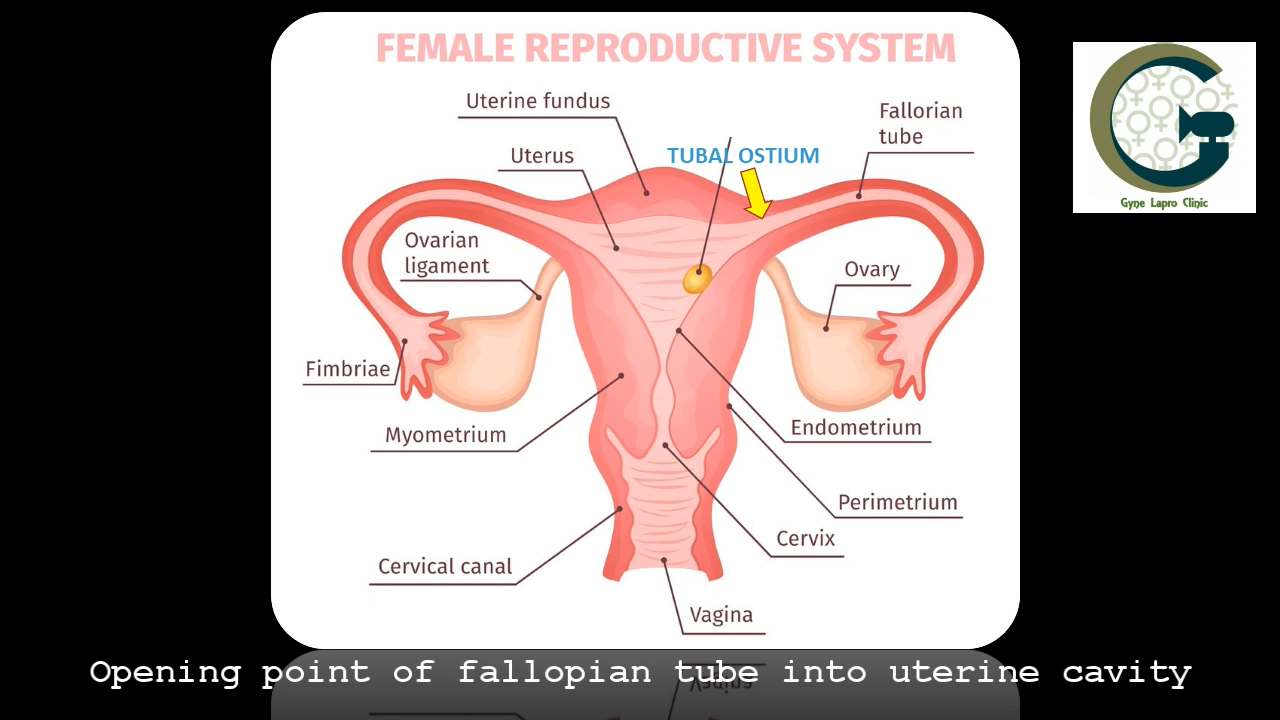 FEMALE REPRODUCTIVE SYSTEM
Uterine fundus
Fallorian
tube
Uterus
TUBAL OSTIUM
Gyne Lapro Clinic
Ovarian
ligament
Ovary
Fimbriae
Myometrium
Endometrium
Perimetrium
Cervix
Cervical canal
Vagina
Opening point of fallopian tube into uterine cavity